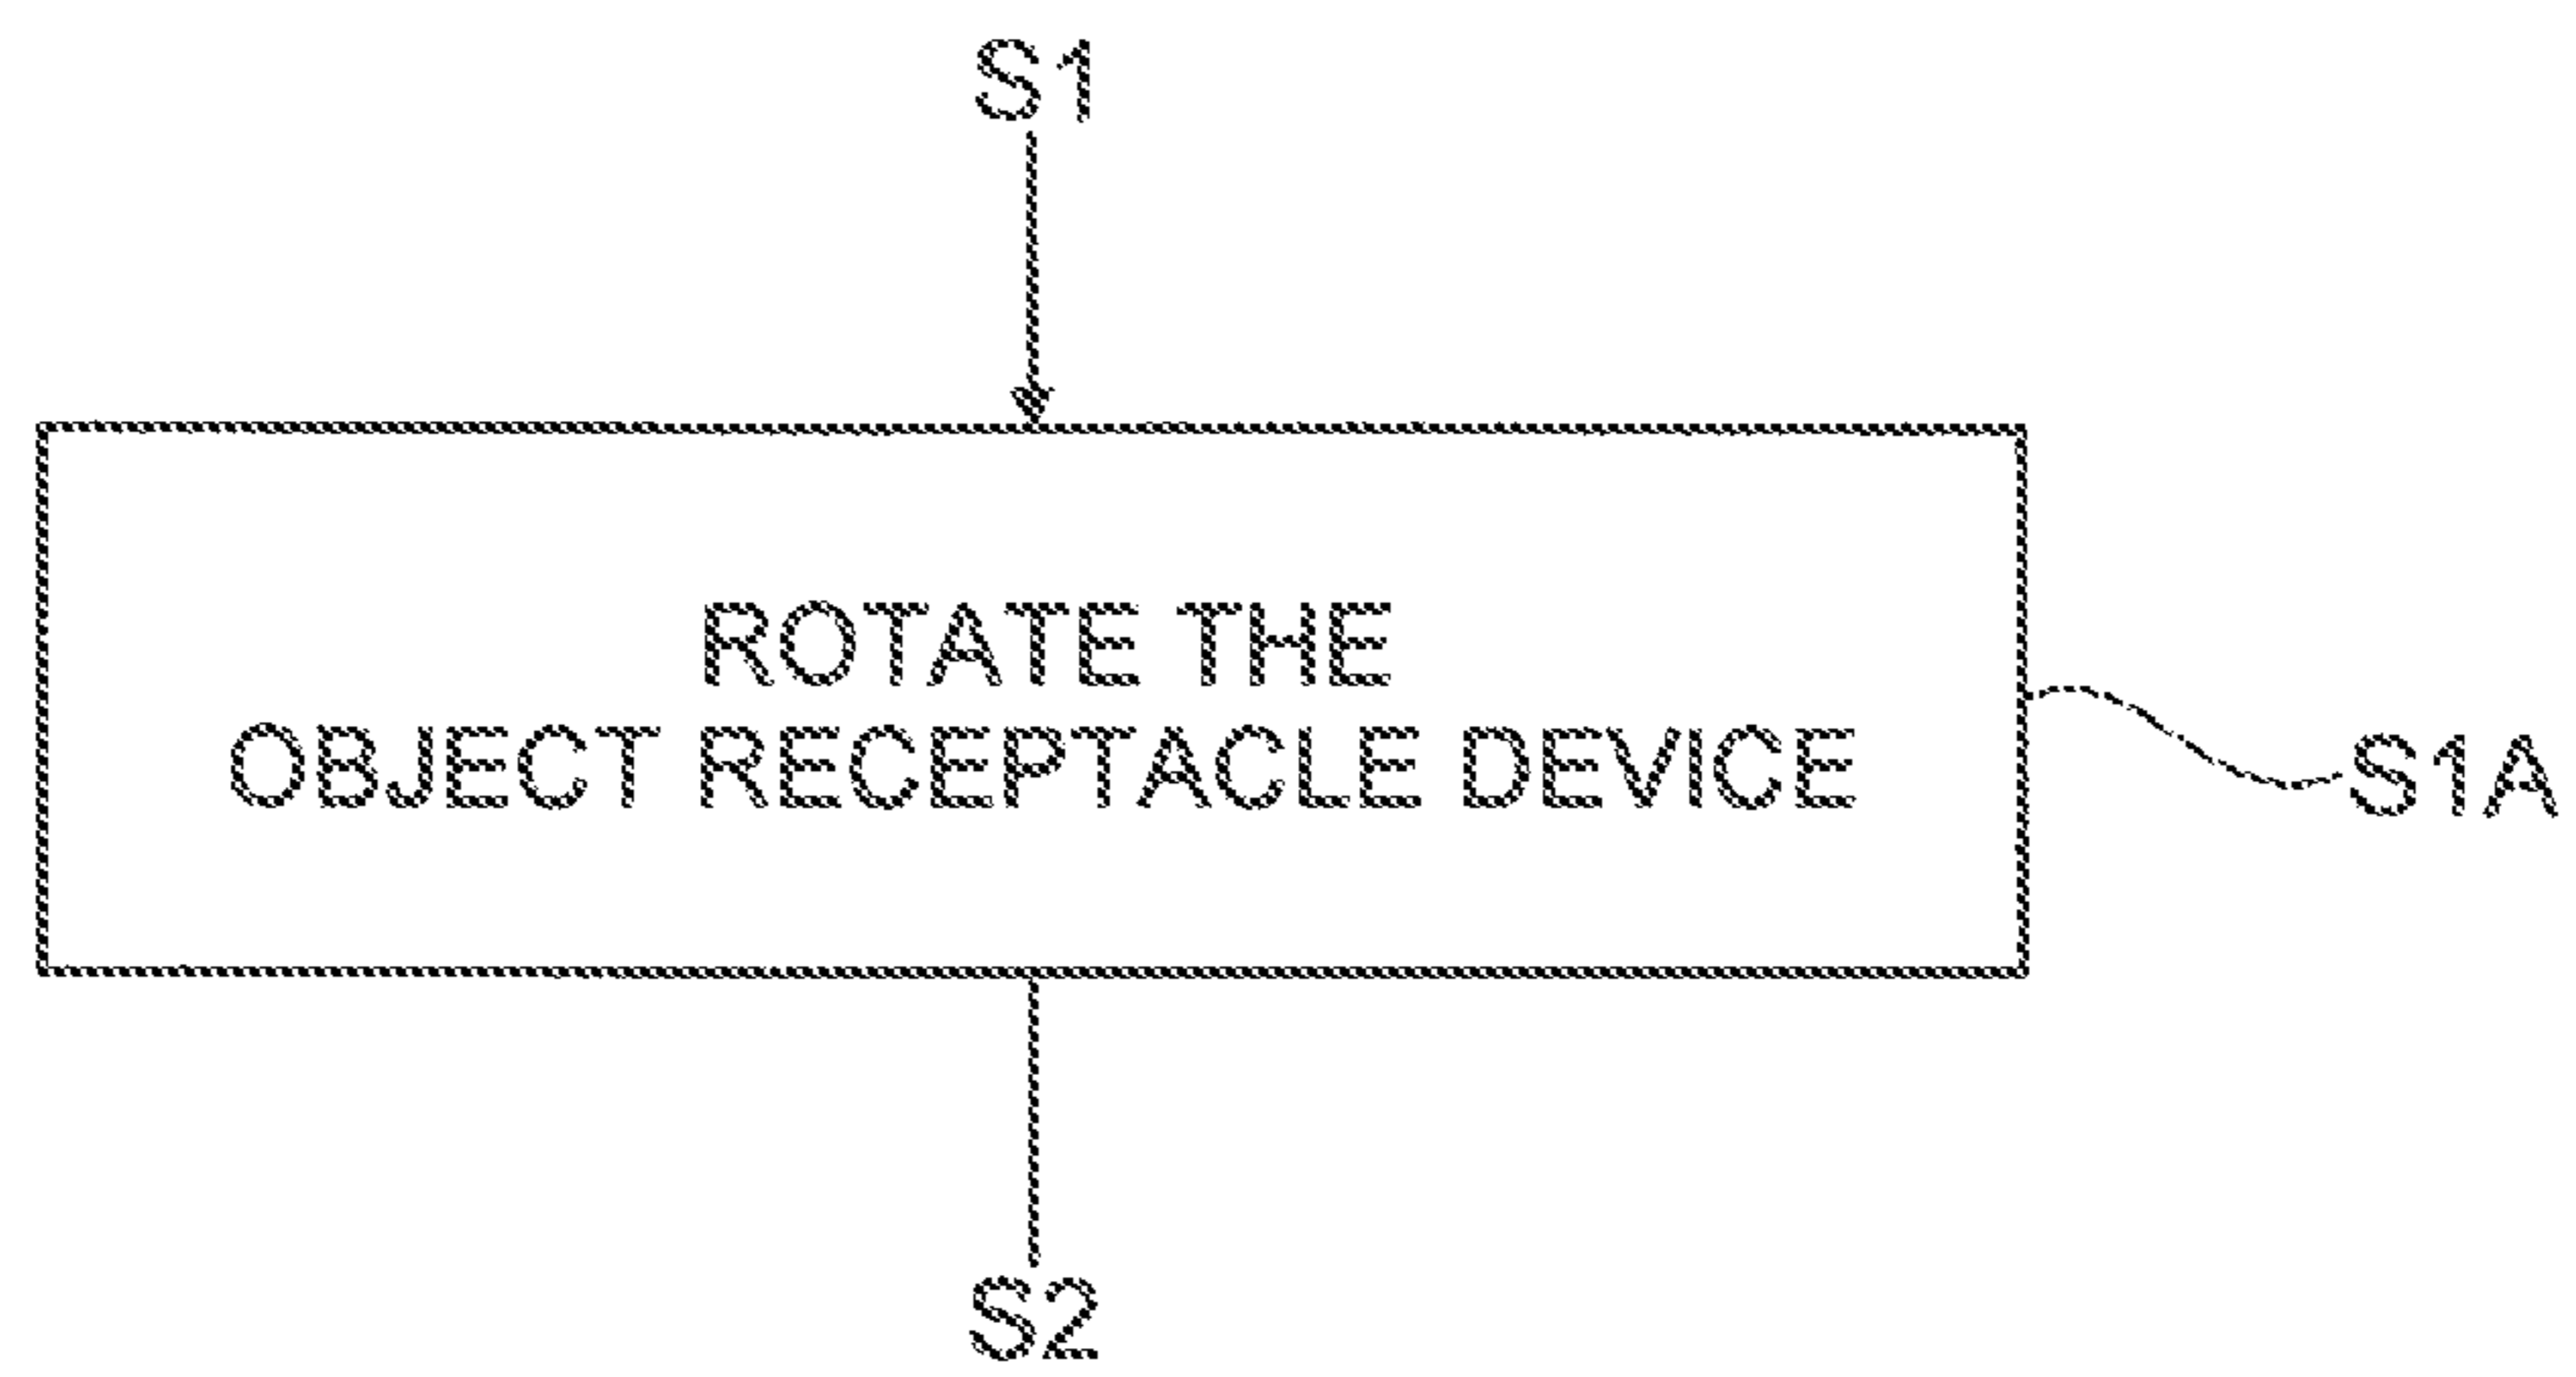 S1
ROTATE THE
OBJECT RECEPTACLE DEVICE
S1A
S2